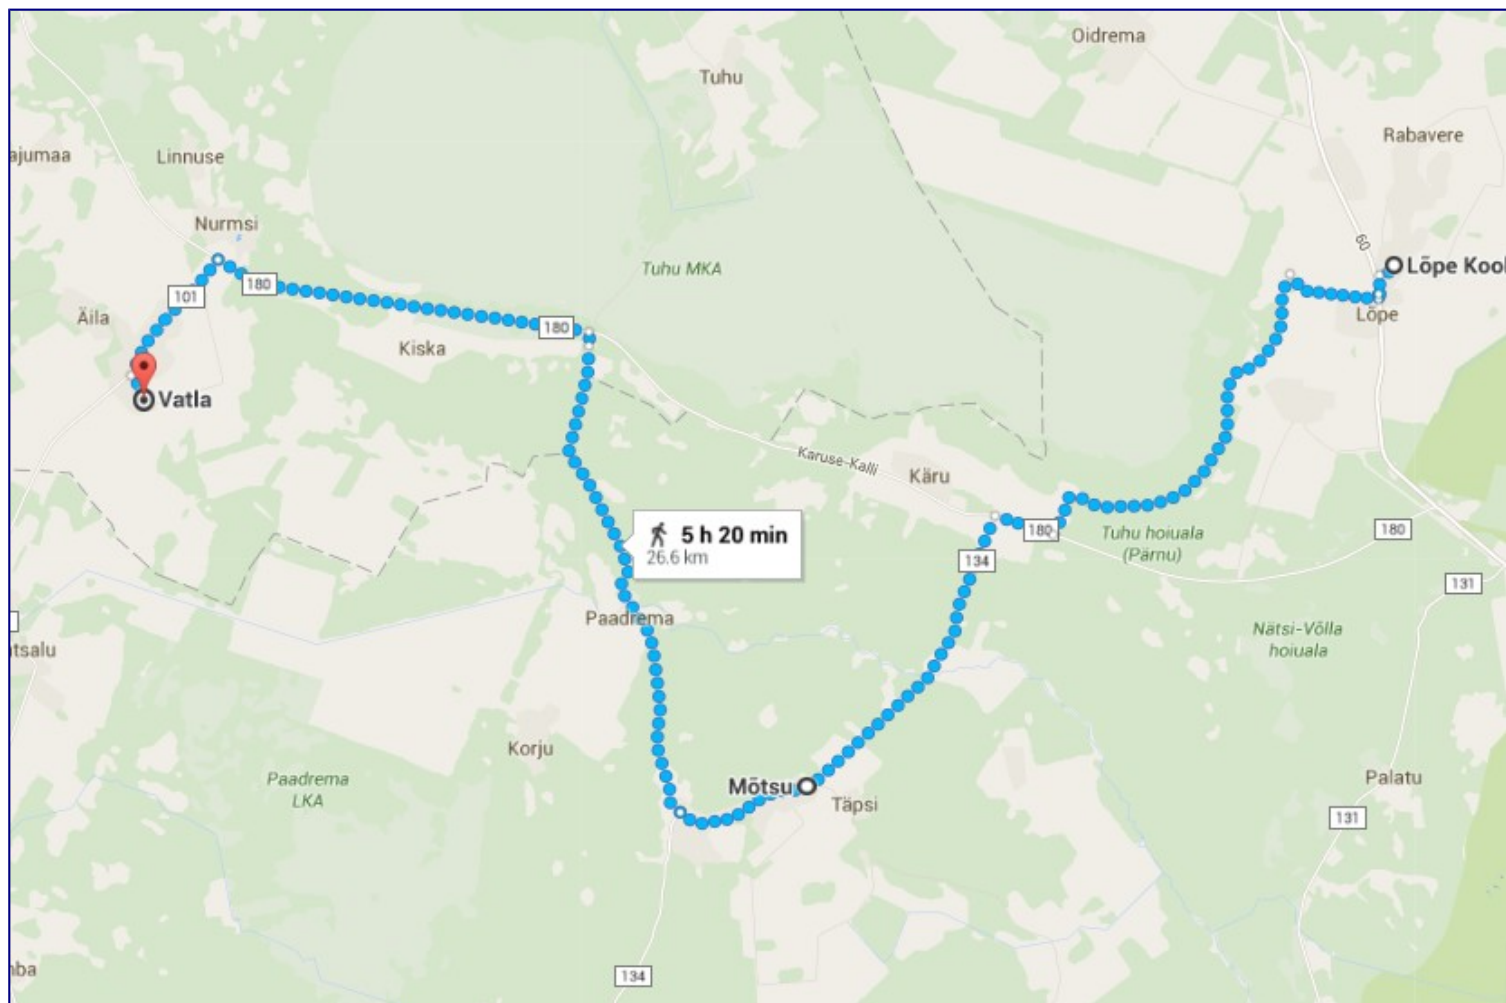 Oidrema
Tuhu
Rabavere
ajumaa
Linnuse
Nurmsi
60
Tuhu MKA
Lõpe Kool
180
101
Lõpe
Äila
180
Kiska
Vatla
Karuse-Kalli
Käru
5 h 20 min
26.6 km
180
Tuhu hoiuala
(Pärnu)
180
134
131
Paadrema
Nätsi-Võlla
hoiuala
tsalu
Korju
Paadrema
LKA
Mõtsu
Täpsi
Palatu
131
134
ba